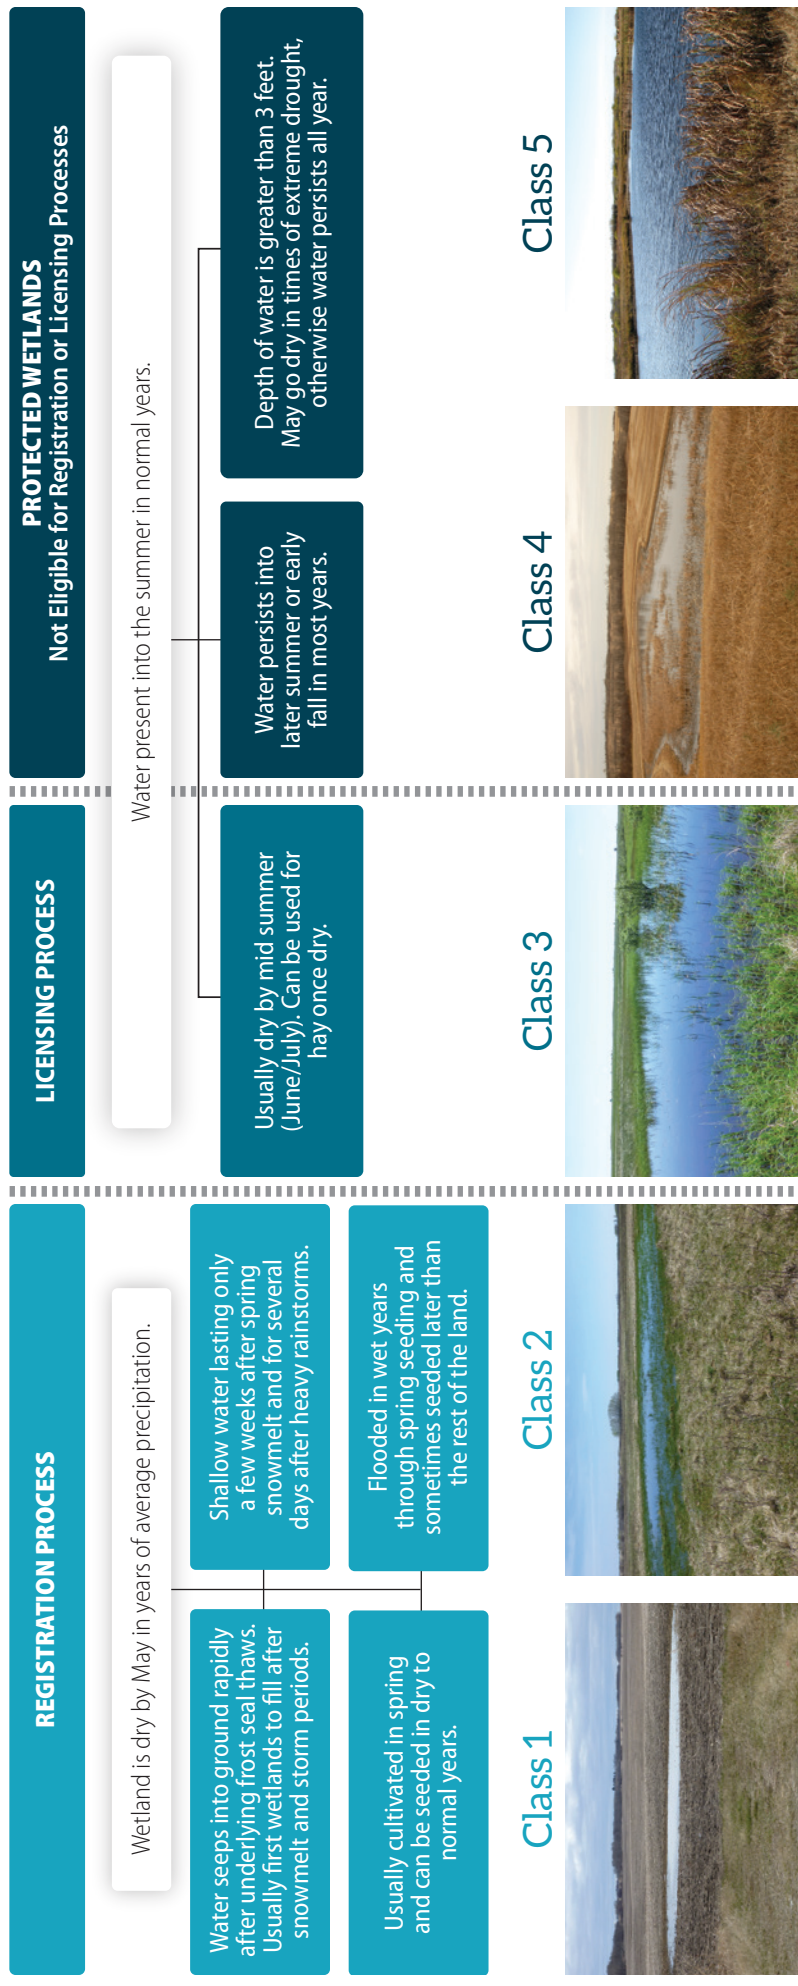 REGISTRATION PROCESS
Wetland is dry by May in years of average precipitation.
Water seeps into ground rapidly
after underlying frost seal thaws.
Usually first wetlands to fill after
snowmelt and storm periods.
Usually cultivated in spring
and can be seeded in dry to
normal years.
Class 1
Shallow water lasting only
a few weeks after spring
snowmelt and for several
days after heavy rainstorms.
Flooded in wet years
through spring seeding and
sometimes seeded later than
the rest of the land.
Class 2
LICENSING PROCESS
Water present into the summer in normal years.
Usually dry by mid summer
(June/July). Can be used for
hay once dry.
Class 3
PROTECTED WETLANDS
Not Eligible for Registration or Licensing Processes
Water persists into
later summer or early
fall in most years.
Class 4
Depth of water is greater than 3 feet.
May go dry in times of extreme drought,
otherwise water persists all year.
Class 5